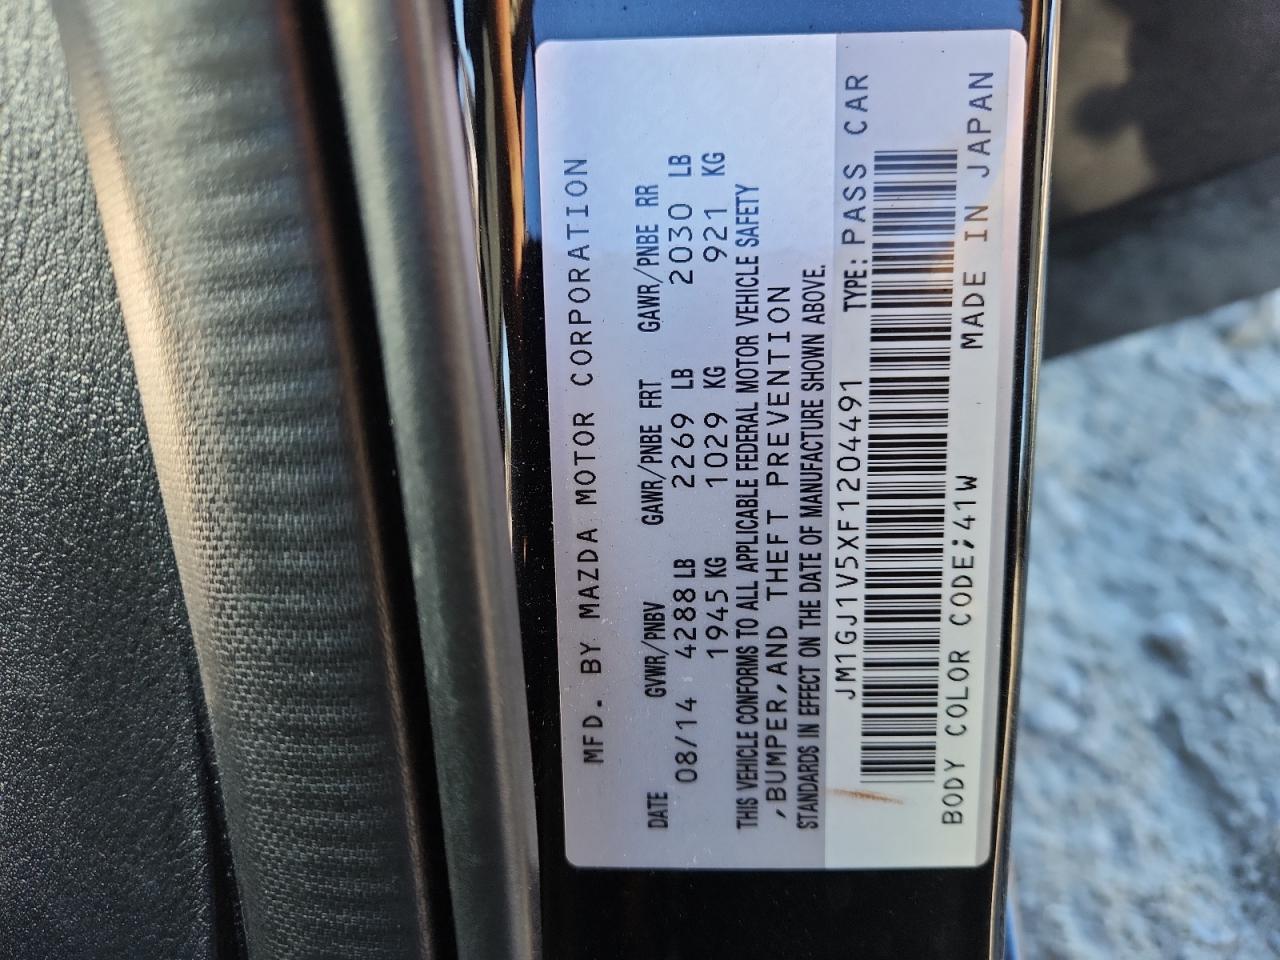 MFD. BY MAZDA MOTOR CORPORATION
DATE GVWR/PNBV GAWR/PNBE FRT GAWR/PNBE RR
08/14 4288 LB 2269 LB 2030 LB
1945 KG 1029 KG 921 KG
THIS VEHICLE CONFORMS TO ALL APPLICABLE FEDERAL MOTOR VEHICLE SAFETY
,BUMPER, AND THEFT PREVENTION
STANDARDS IN EFFECT ON THE DATE OF MANUFACTURE SHOWN ABOVE.
JM1GJ1V5XF1204491 TYPE: PASS CAR
BODY COLOR CODE;41W MADE IN JAPAN